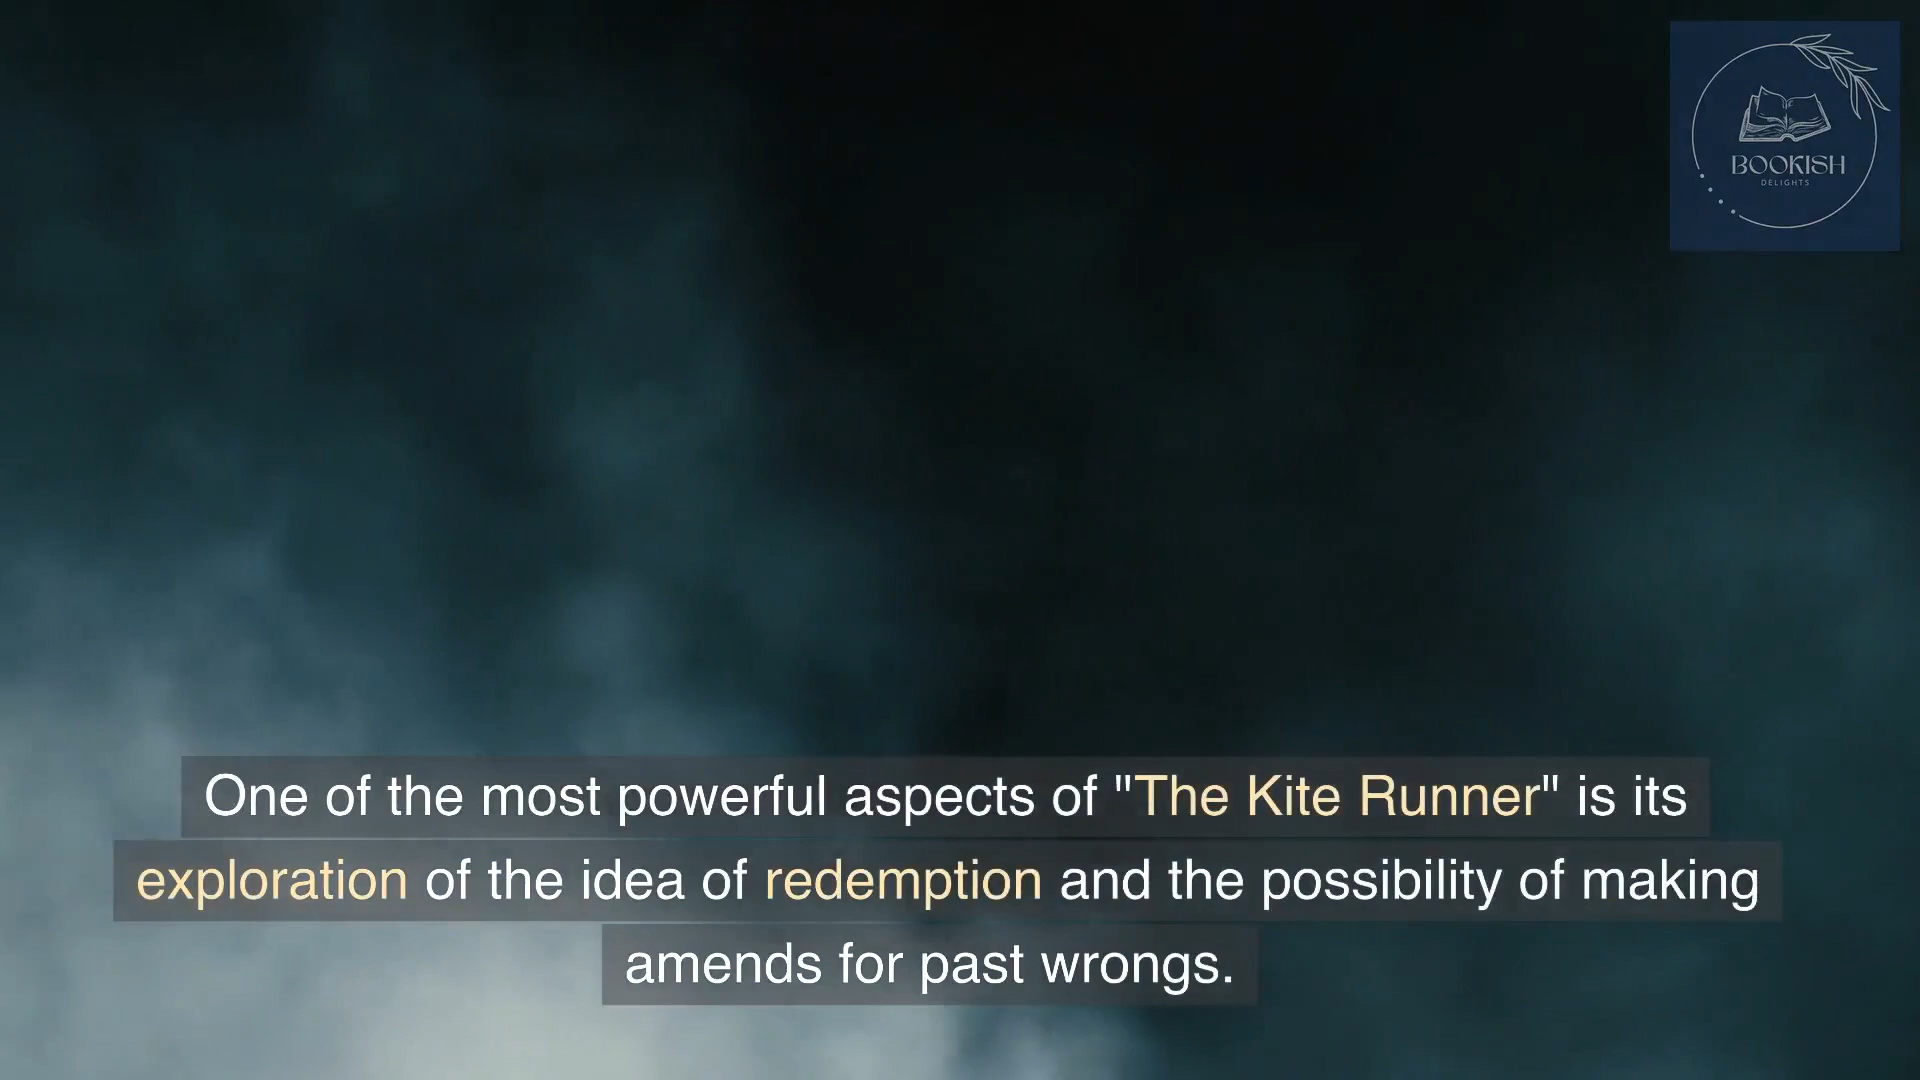 BOOKISH
DELIGHTS
One of the most powerful aspects of "The Kite Runner" is its
exploration of the idea of redemption and the possibility of making
amends for past wrongs.